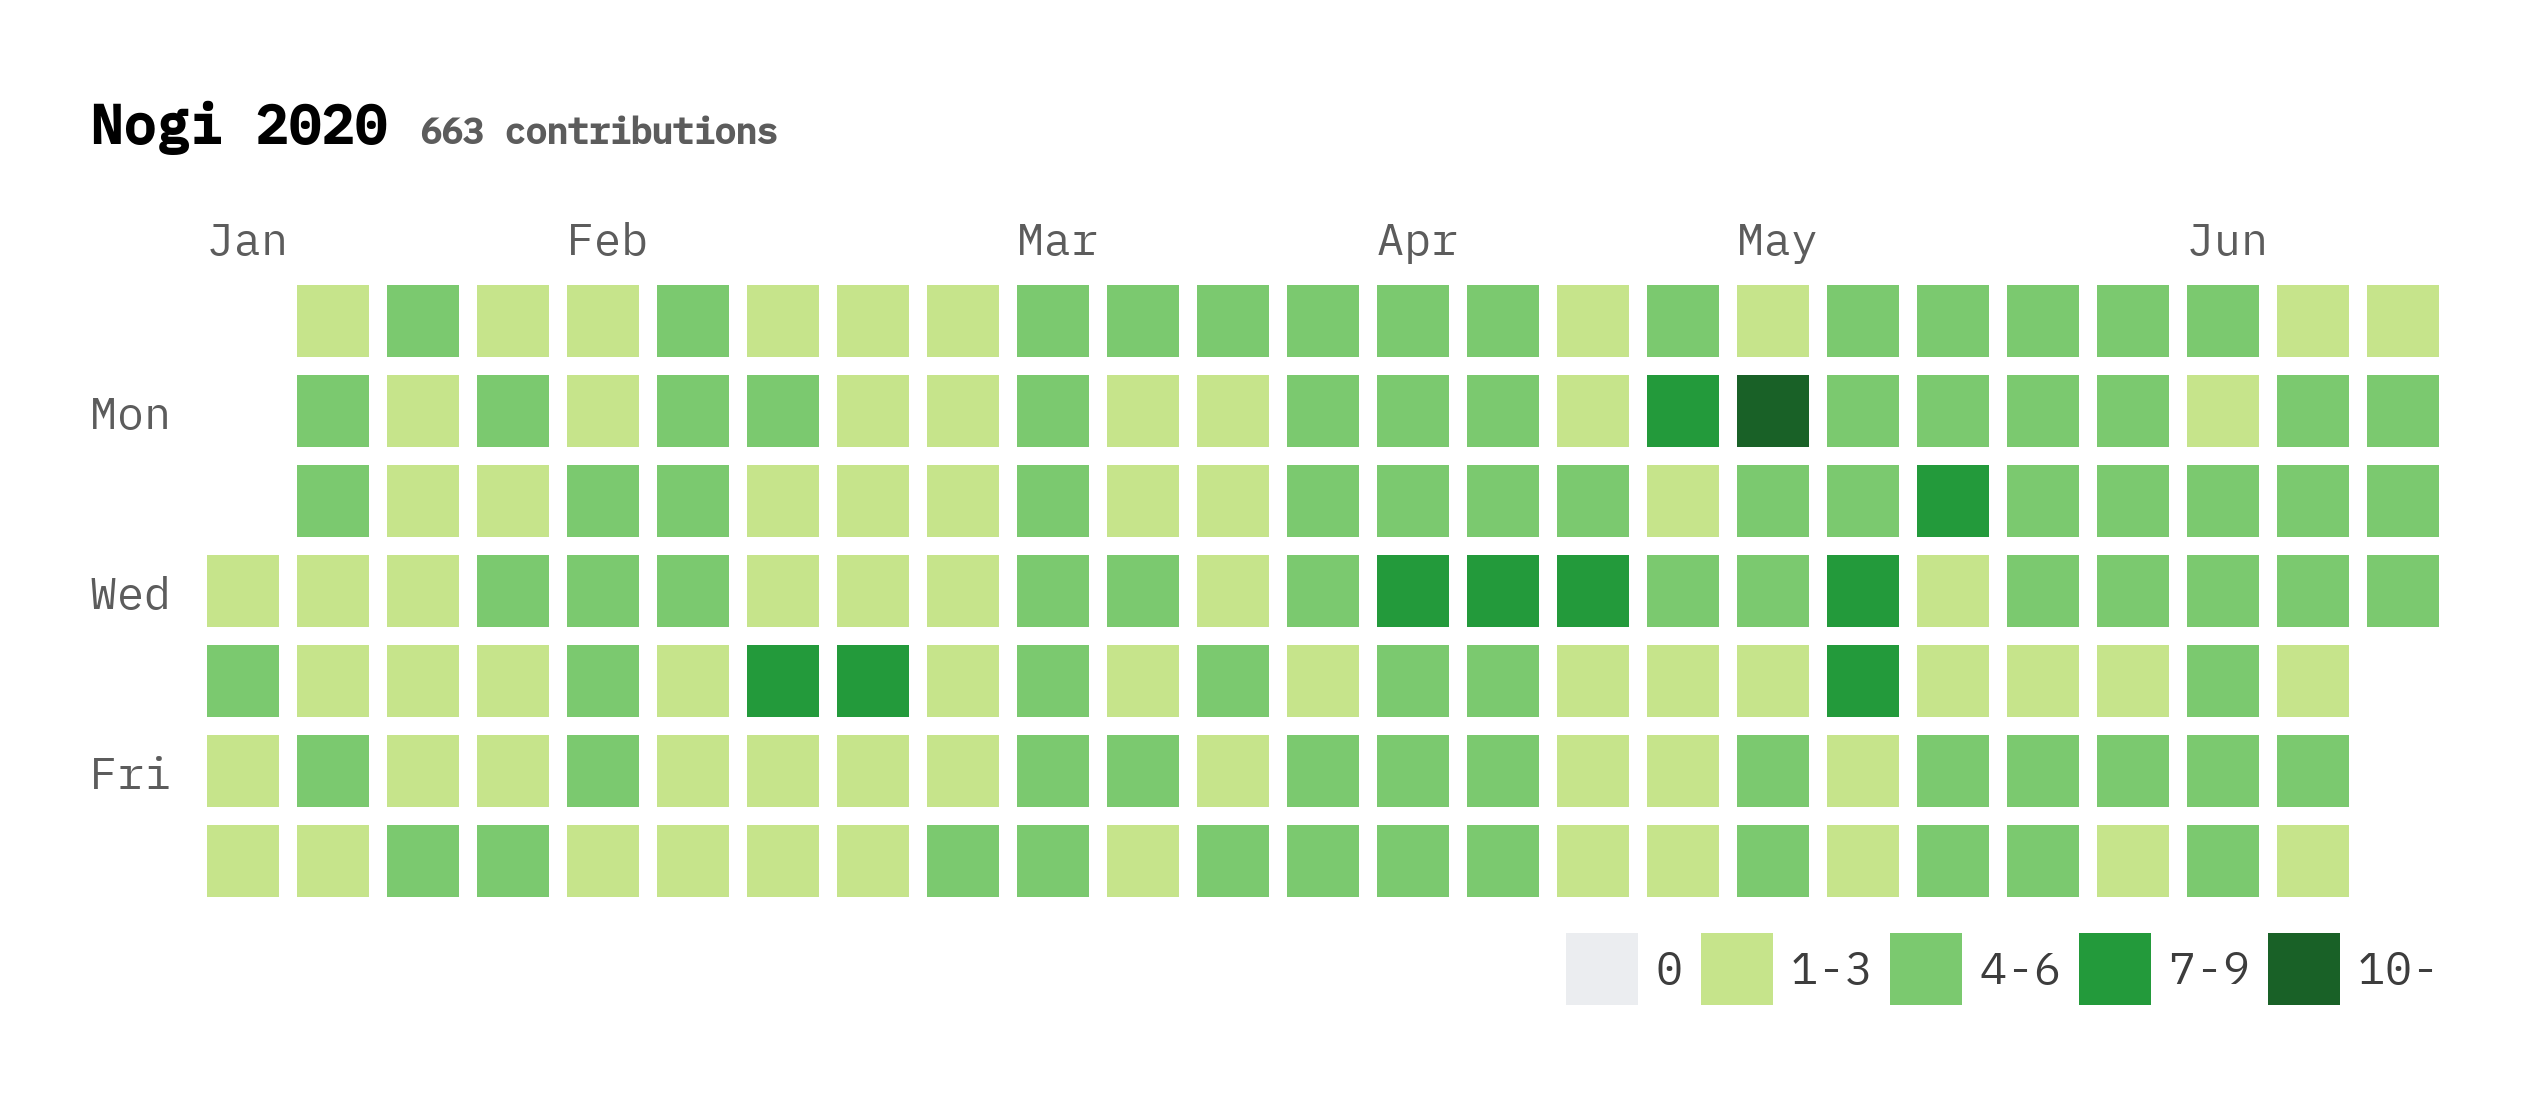 Nogi 2020 663 contributions
Jan Feb Mar Apr May Jun
Mon
Wed
Fri
0 1-3 4-6 7-9 10-